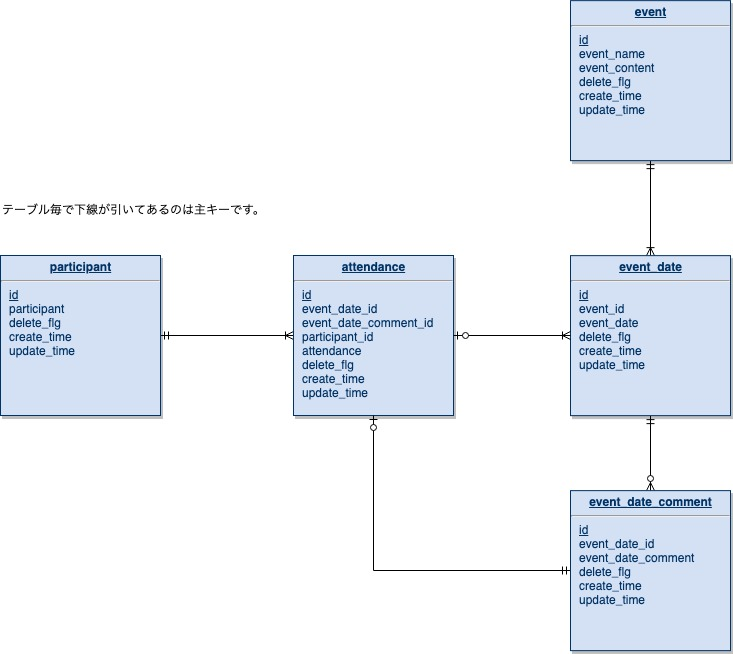 event
id
event_name
event_content
delete_flg
create_time
update_time
テーブル毎で下線が引いてあるのは主キーです。
participant
id
participant
delete_flg
create_time
update_time
attendance
id
event_date_id
event_date_comment_id
participant_id
attendance
delete_flg
create_time
update_time
event_date
id
event_id
event_date
delete_flg
create_time
update_time
event_date_comment
id
event_date_id
event_date_comment
delete_flg
create_time
update_time